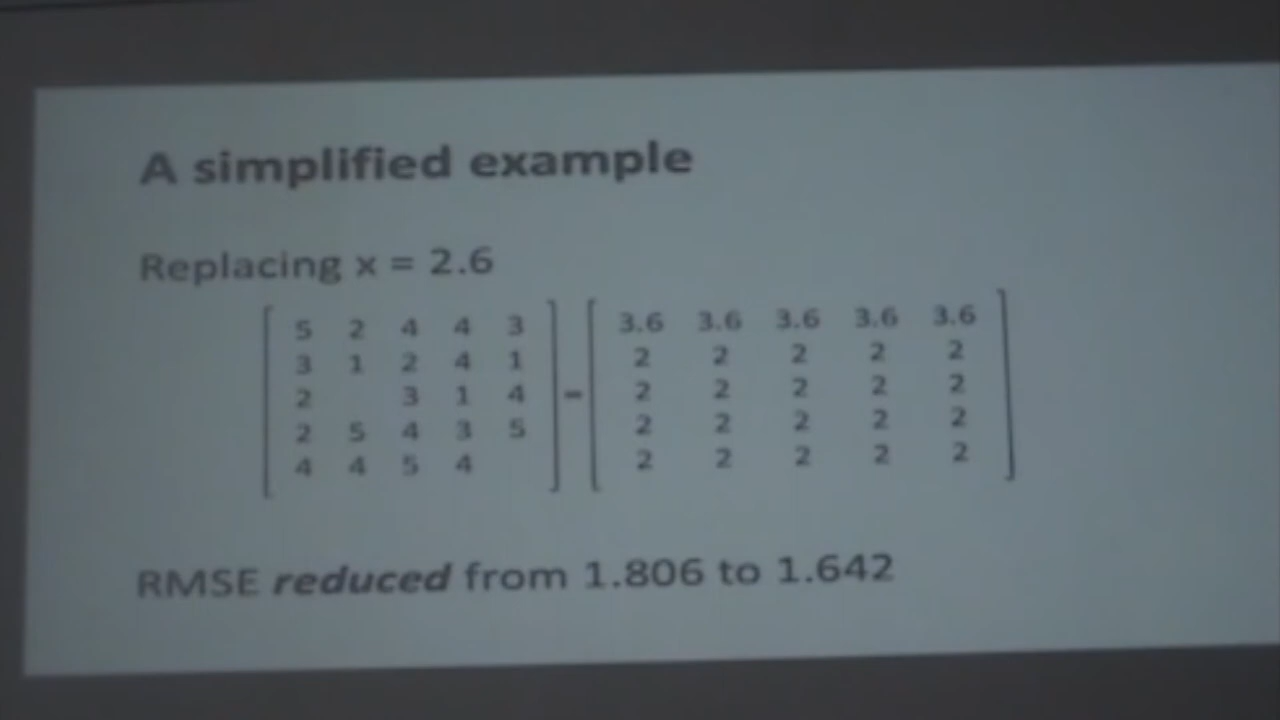 A simplified example
Replacing x = 2.6
5 2 4 4 3 3.6 3.6 3.6 3.6 3.6
3 1 2 4 1 2 2 2 2 2
2 3 1 4 - 2 2 2 2 2
2 5 4 3 5 2 2 2 2 2
4 4 5 4 2 2 2 2 2
RMSE reduced from 1.806 to 1.642